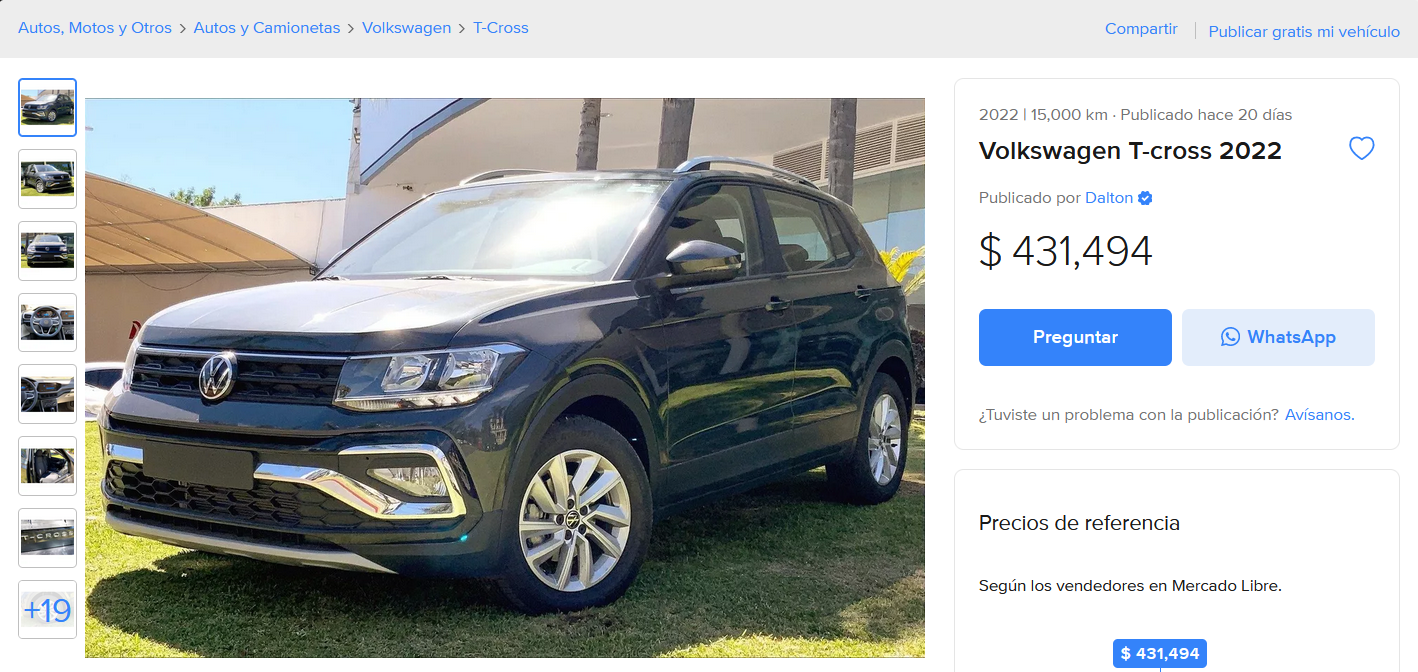 Autos, Motos y Otros > Autos y Camionetas > Volkswagen > T-Cross
Compartir | Publicar gratis mi vehículo
2022 | 15,000 km · Publicado hace 20 días
Volkswagen T-cross 2022
Publicado por Dalton
$ 431,494
Preguntar
WhatsApp
¿Tuviste un problema con la publicación? Avísanos.
Precios de referencia
Según los vendedores en Mercado Libre.
$ 431,494
T-CROSS
+19